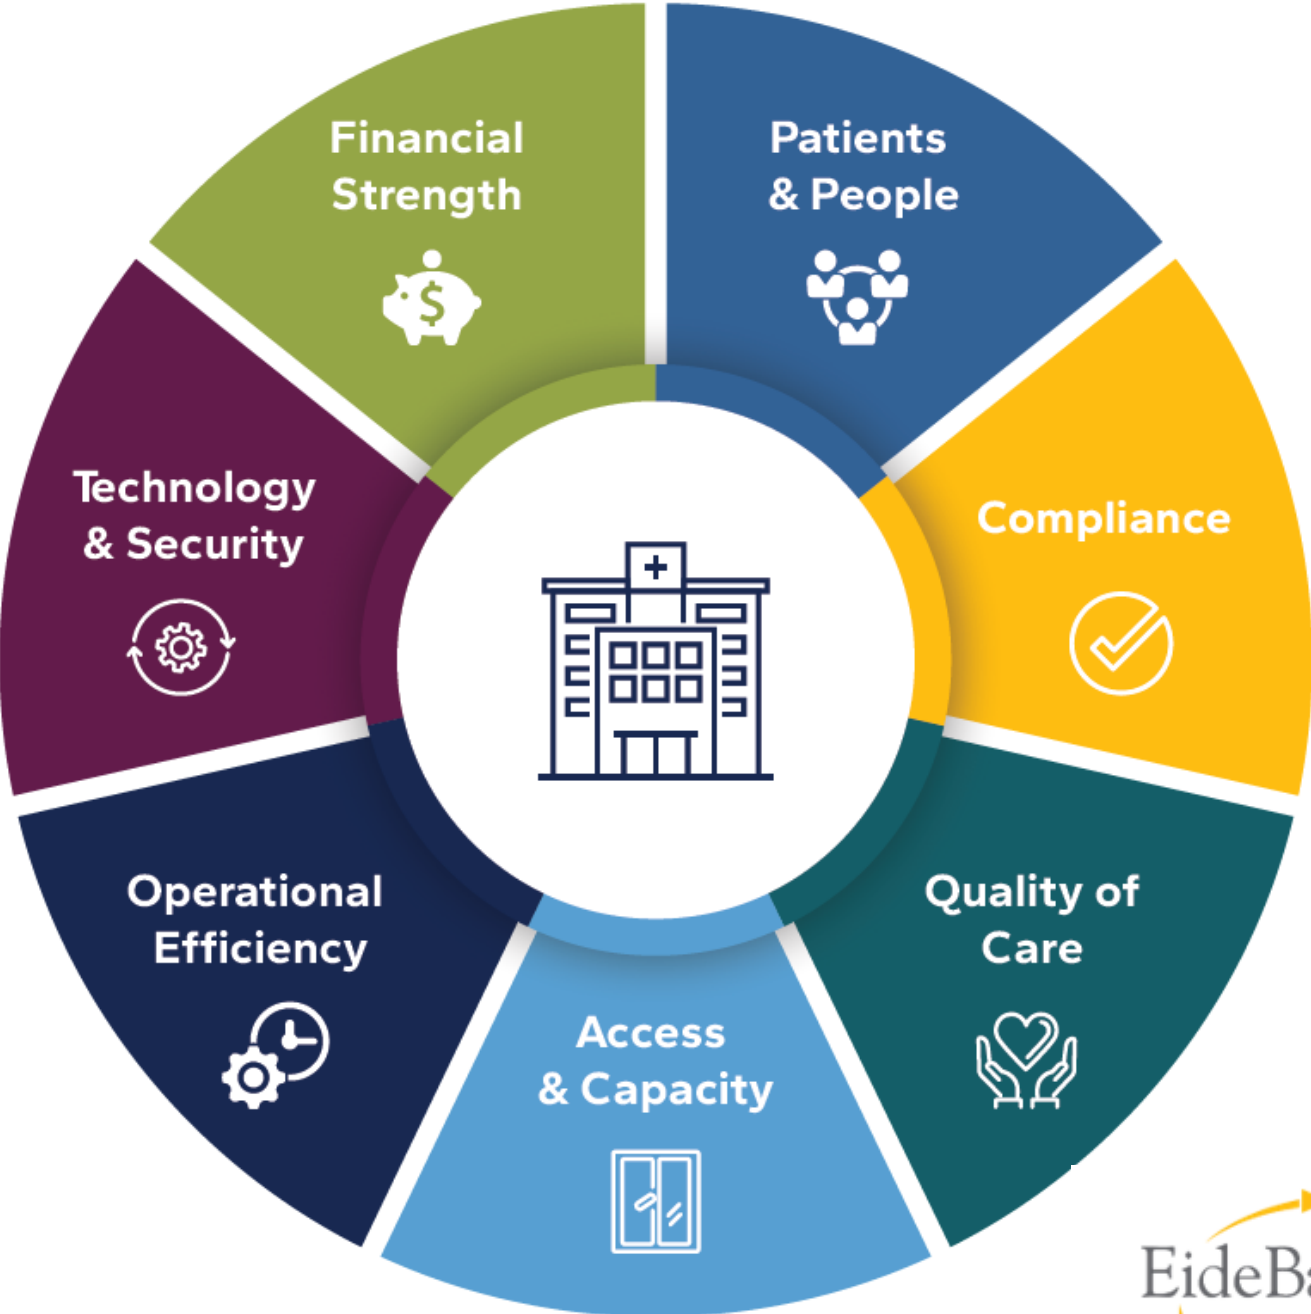 Financial
Strength
Patients
& People
Technology
& Security
Compliance
Operational
Efficiency
Quality of
Care
Access
& Capacity